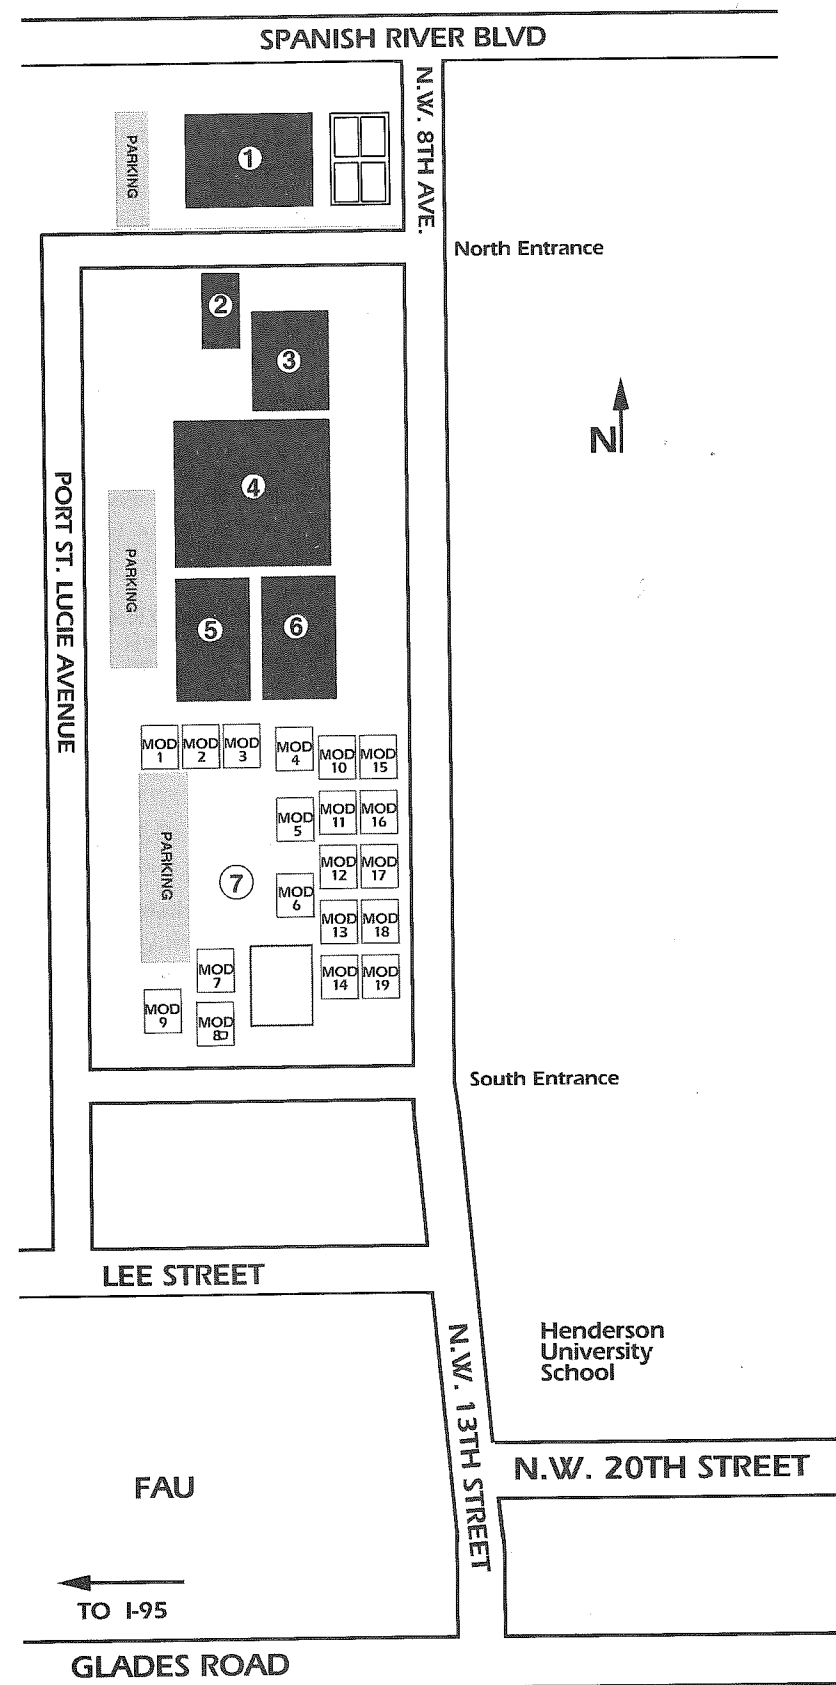 SPANISH RIVER BLVD
N.W. 8TH AVE.
PARKING
1
North Entrance
2
3
N
4
PORT ST. LUCIE AVENUE
PARKING
5
6
MOD
1
MOD
2
MOD
3
MOD
4
MOD
10
MOD
15
MOD
5
MOD
11
MOD
16
PARKING
7
MOD
6
MOD
12
MOD
17
MOD
13
MOD
18
MOD
7
MOD
14
MOD
19
MOD
9
MOD
8
South Entrance
LEE STREET
N.W. 13TH STREET
Henderson
University
School
N.W. 20TH STREET
FAU
TO I-95
GLADES ROAD